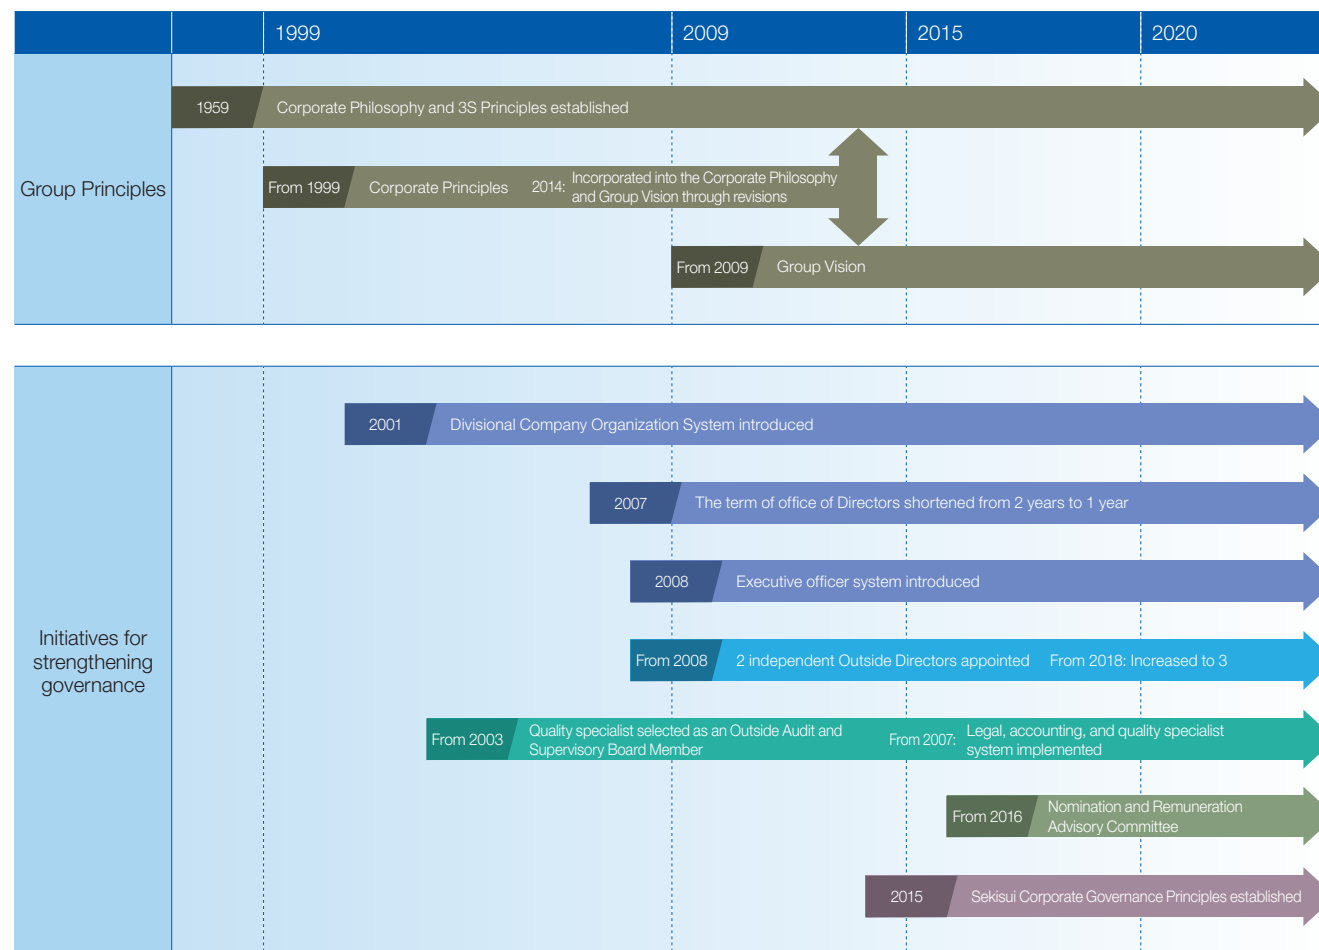 1999
2009
2015
2020
Group Principles
1959
Corporate Philosophy and 3S Principles established
From 1999
Corporate Principles
2014:
Incorporated into the Corporate Philosophy
and Group Vision through revisions
From 2009
Group Vision
Initiatives for
strengthening
governance
2001
Divisional Company Organization System introduced
2007
The term of office of Directors shortened from 2 years to 1 year
2008
Executive officer system introduced
From 2008
2 independent Outside Directors appointed
From 2018: Increased to 3
From 2003
Quality specialist selected as an Outside Audit and
Supervisory Board Member
From 2007:
Legal, accounting, and quality specialist
system implemented
From 2016
Nomination and Remuneration
Advisory Committee
2015
Sekisui Corporate Governance Principles established